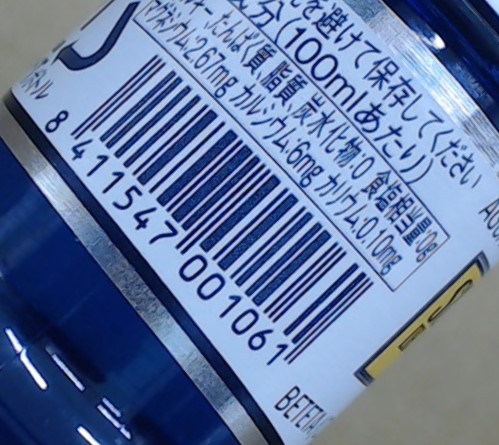 を避けて保存してください
成分(100mlあたり)
たんぱく質、脂質、炭水化物:0 食塩相当量:0g
マグネシウム:2.67mg カルシウム:6mg カリウム:0.10mg
8 411547 001061
BETETA